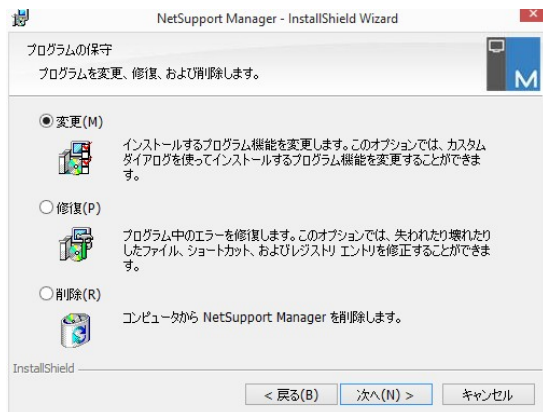 NetSupport Manager - InstallShield Wizard
プログラムの保守
プログラムを変更、修復、および削除します。
M
変更(M)
インストールするプログラム機能を変更します。このオプションでは、カスタム
ダイアログを使ってインストールするプログラム機能を変更することができま
す。
修復(P)
プログラム中のエラーを修復します。このオプションでは、失われたり壊れたり
したファイル、ショートカット、およびレジストリ エントリを修正することができま
す。
削除(R)
コンピュータから NetSupport Manager を削除します。
InstallShield
< 戻る(B)
次へ(N) >
キャンセル